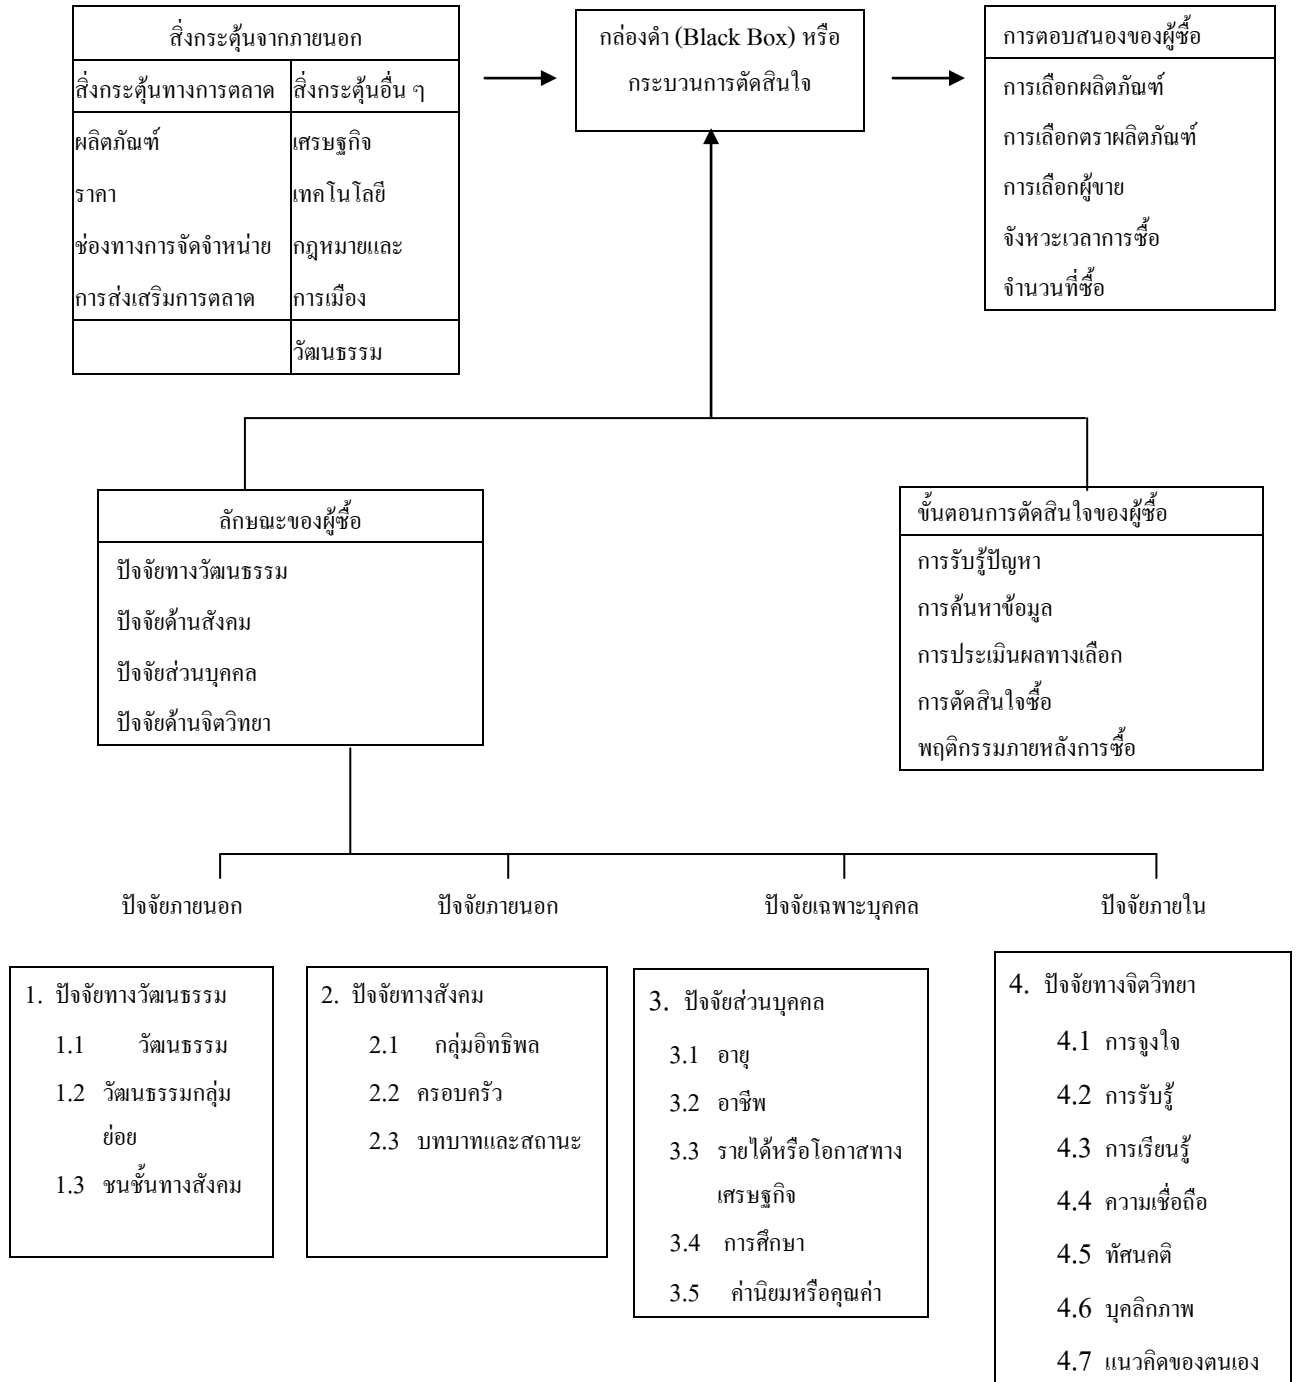 สิ่งกระตุ้นจากภายนอก
สิ่งกระตุ้นทางการตลาด
สิ่งกระตุ้นอื่น ๆ
ผลิตภัณฑ์
เศรษฐกิจ
ราคา
เทคโนโลยี
ช่องทางการจัดจำหน่าย
กฎหมายและ
การส่งเสริมการตลาด
การเมือง
วัฒนธรรม
กล่องดำ (Black Box) หรือ
กระบวนการตัดสินใจ
การตอบสนองของผู้ซื้อ
การเลือกผลิตภัณฑ์
การเลือกตราผลิตภัณฑ์
การเลือกผู้ขาย
จังหวะเวลาการซื้อ
จำนวนที่ซื้อ
ลักษณะของผู้ซื้อ
ปัจจัยทางวัฒนธรรม
ปัจจัยด้านสังคม
ปัจจัยส่วนบุคคล
ปัจจัยด้านจิตวิทยา
ขั้นตอนการตัดสินใจของผู้ซื้อ
การรับรู้ปัญหา
การค้นหาข้อมูล
การประเมินผลทางเลือก
การตัดสินใจซื้อ
พฤติกรรมภายหลังการซื้อ
ปัจจัยภายนอก
ปัจจัยภายนอก
ปัจจัยเฉพาะบุคคล
ปัจจัยภายใน
1. ปัจจัยทางวัฒนธรรม
1.1 วัฒนธรรม
1.2 วัฒนธรรมกลุ่ม
ย่อย
1.3 ชนชั้นทางสังคม
2. ปัจจัยทางสังคม
2.1 กลุ่มอิทธิพล
2.2 ครอบครัว
2.3 บทบาทและสถานะ
3. ปัจจัยส่วนบุคคล
3.1 อายุ
3.2 อาชีพ
3.3 รายได้หรือโอกาสทาง
เศรษฐกิจ
3.4 การศึกษา
3.5 ค่านิยมหรือคุณค่า
4. ปัจจัยทางจิตวิทยา
4.1 การจูงใจ
4.2 การรับรู้
4.3 การเรียนรู้
4.4 ความเชื่อถือ
4.5 ทัศนคติ
4.6 บุคลิกภาพ
4.7 แนวคิดของตนเอง